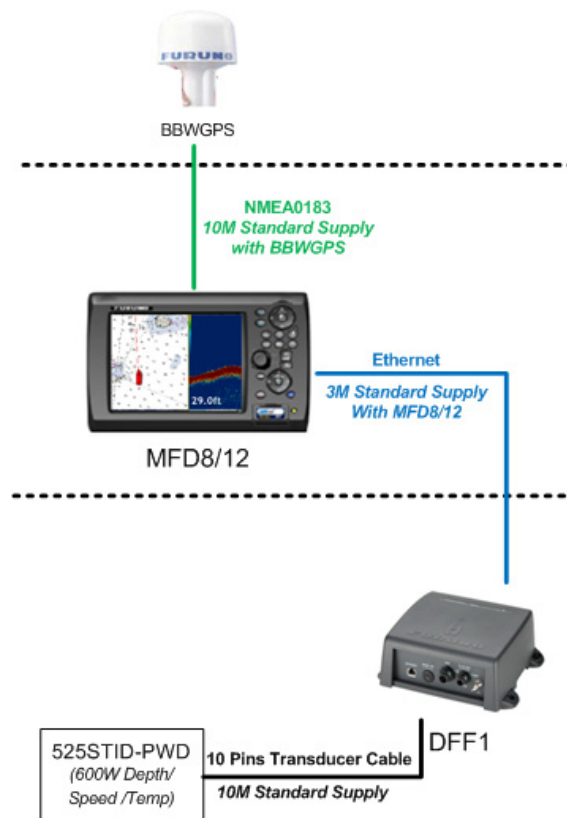 FURUNO
BBWGPS
NMEA0183
10M Standard Supply
with BBWGPS
FURUNO
29.0ft
Ethernet
3M Standard Supply
With MFD8/12
MFD8/12
DFF1
525STID-PWD
(600W Depth/
Speed /Temp)
10 Pins Transducer Cable
10M Standard Supply